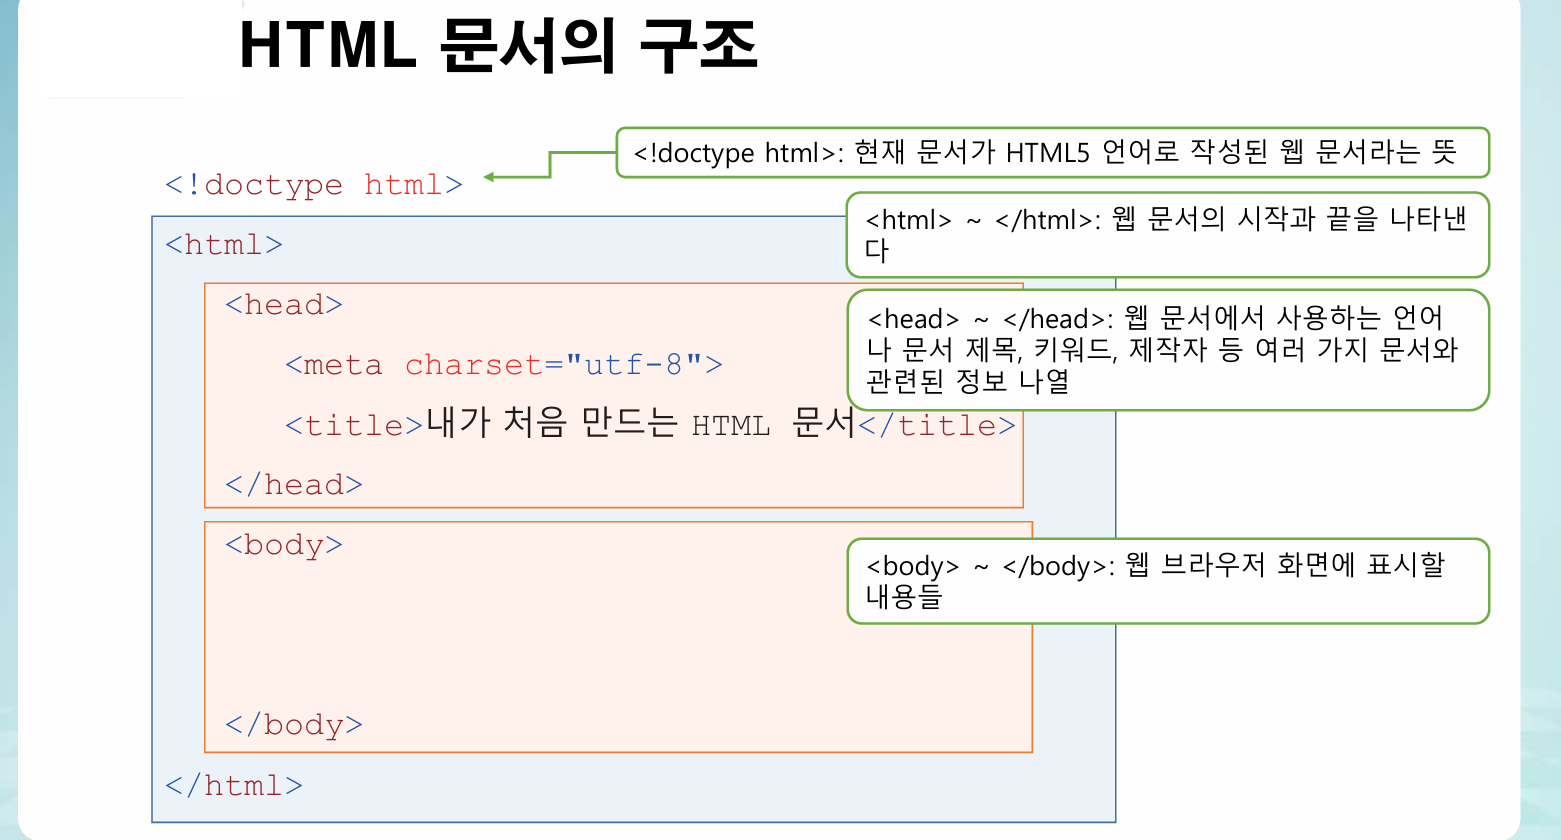 HTML 문서의 구조
<!doctype html>: 현재 문서가 HTML5 언어로 작성된 웹 문서라는 뜻
<!doctype html>
<html> ~ </html>: 웹 문서의 시작과 끝을 나타낸
다
<html>
<head>
<head> ~ </head>: 웹 문서에서 사용하는 언어
나 문서 제목, 키워드, 제작자 등 여러 가지 문서와
관련된 정보 나열
<meta charset="utf-8">
<title>내가 처음 만드는 HTML 문서</title>
</head>
<body>
<body> ~ </body>: 웹 브라우저 화면에 표시할
내용들
</body>
</html>